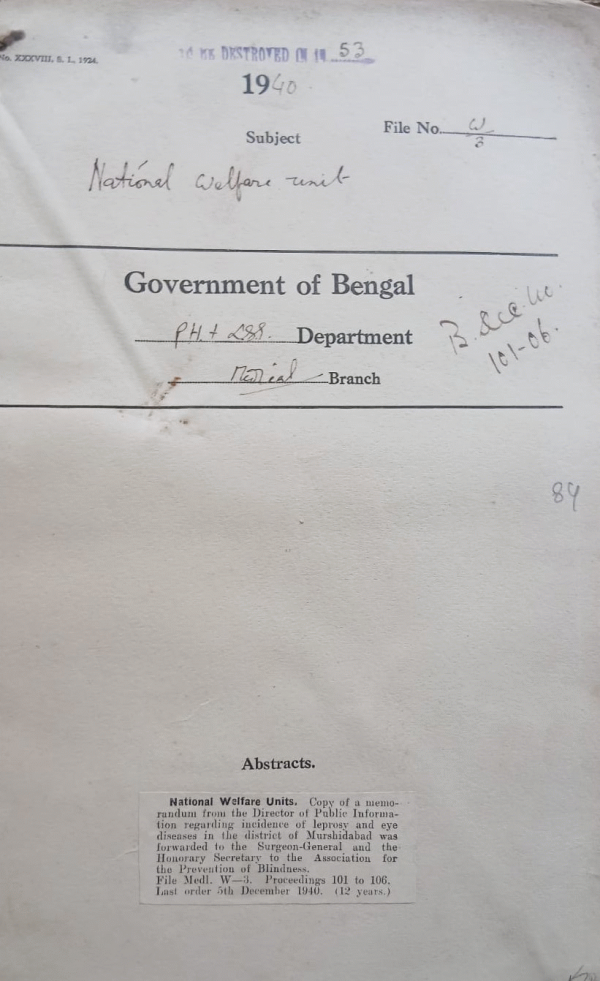 No. XXXVIII, S. I., 1924.
TO BE DESTROYED IN 19 53
1940
Subject
File No. W/3
National Welfare unit
Government of Bengal
P.H. + LSS. Department
Medical Branch
B.
101-06.
84
Abstracts.
National Welfare Units. Copy of a memo-
randum from the Director of Public Informa-
tion regarding incidence of leprosy and eye
diseases in the district of Murshidabad was
forwarded to the Surgeon-General and the
Honorary Secretary to the Association for
the Prevention of Blindness.
File Medl. W—3. Proceedings 101 to 106.
Last order 5th December 1940. (12 years.)